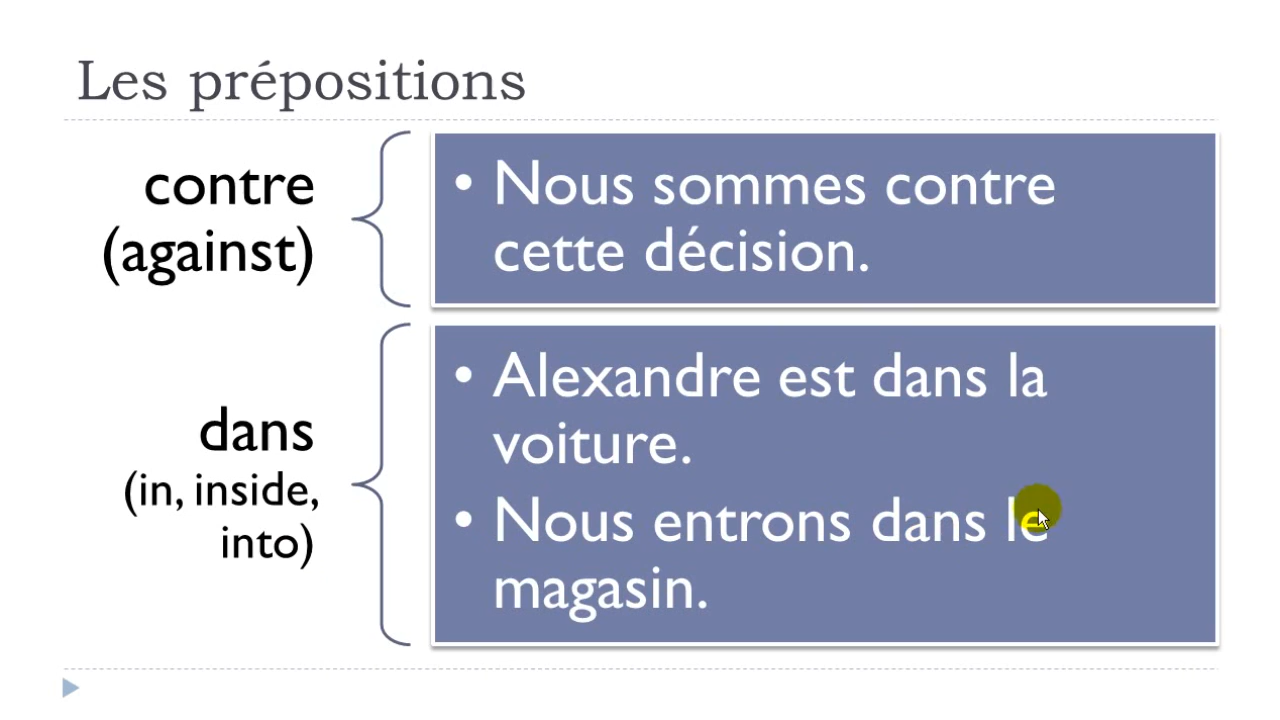 Les prépositions
contre
(against)
• Nous sommes contre
cette décision.
dans
(in, inside,
into)
• Alexandre est dans la
voiture.
• Nous entrons dans le
magasin.